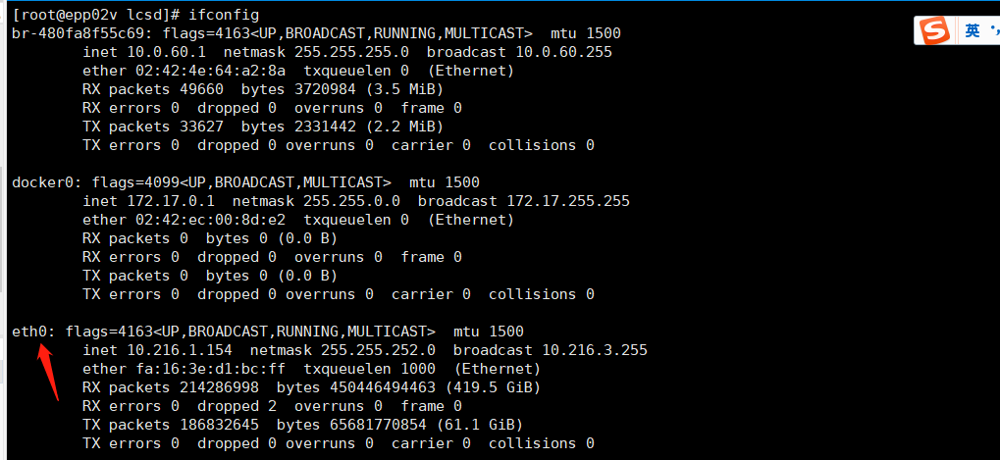 [root@epp02v lcsd]# ifconfig
br-480fa8f55c69: flags=4163<UP,BROADCAST,RUNNING,MULTICAST>  mtu 1500
        inet 10.0.60.1  netmask 255.255.255.0  broadcast 10.0.60.255
        ether 02:42:4e:64:a2:8a  txqueuelen 0  (Ethernet)
        RX packets 49660  bytes 3720984 (3.5 MiB)
        RX errors 0  dropped 0  overruns 0  frame 0
        TX packets 33627  bytes 2331442 (2.2 MiB)
        TX errors 0  dropped 0 overruns 0  carrier 0  collisions 0
docker0: flags=4099<UP,BROADCAST,MULTICAST>  mtu 1500
        inet 172.17.0.1  netmask 255.255.0.0  broadcast 172.17.255.255
        ether 02:42:ec:00:8d:e2  txqueuelen 0  (Ethernet)
        RX packets 0  bytes 0 (0.0 B)
        RX errors 0  dropped 0  overruns 0  frame 0
        TX packets 0  bytes 0 (0.0 B)
        TX errors 0  dropped 0 overruns 0  carrier 0  collisions 0
eth0: flags=4163<UP,BROADCAST,RUNNING,MULTICAST>  mtu 1500
        inet 10.216.1.154  netmask 255.255.252.0  broadcast 10.216.3.255
        ether fa:16:3e:d1:bc:ff  txqueuelen 1000  (Ethernet)
        RX packets 214286998  bytes 450446494463 (419.5 GiB)
        RX errors 0  dropped 2  overruns 0  frame 0
        TX packets 186832645  bytes 65681770854 (61.1 GiB)
        TX errors 0  dropped 0 overruns 0  carrier 0  collisions 0
S 英